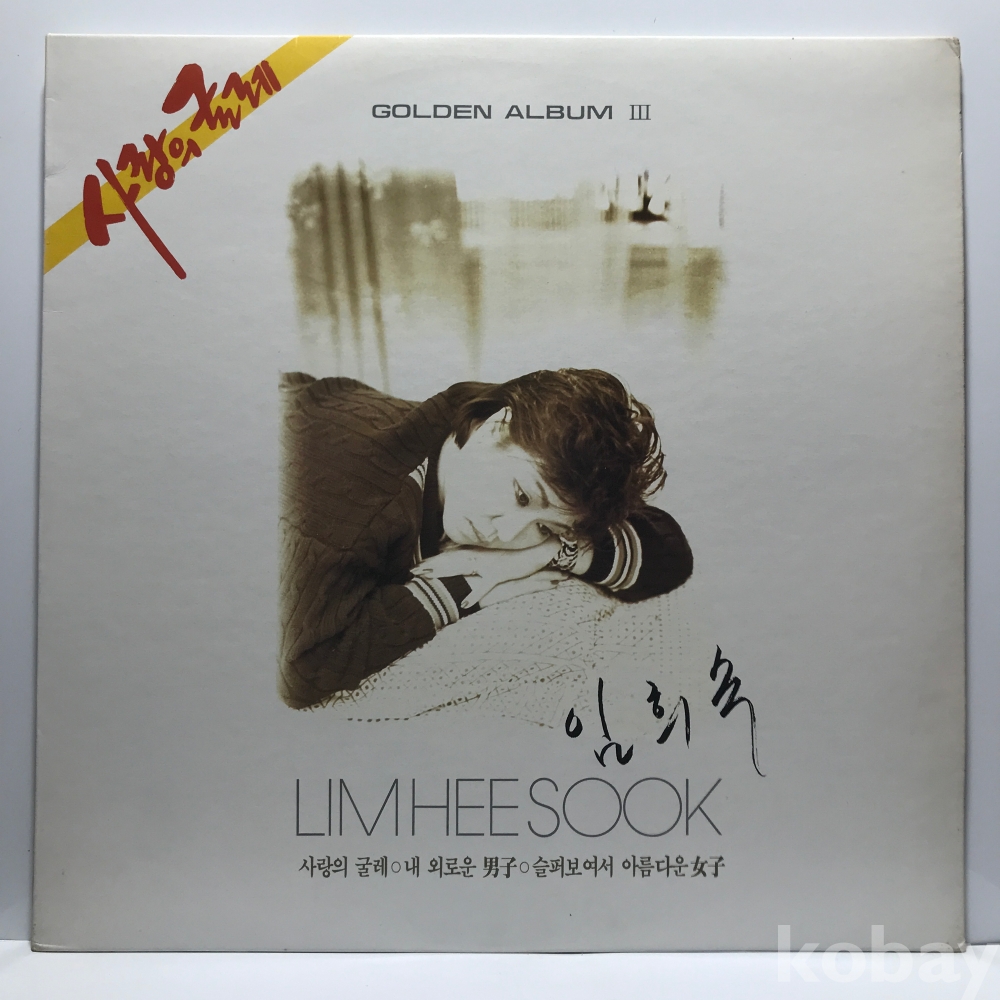 사랑의 굴레
GOLDEN ALBUM III
임희숙
LIM HEE SOOK
사랑의 굴레○내 외로운 男子○슬퍼보여서 아름다운 女子
kobay